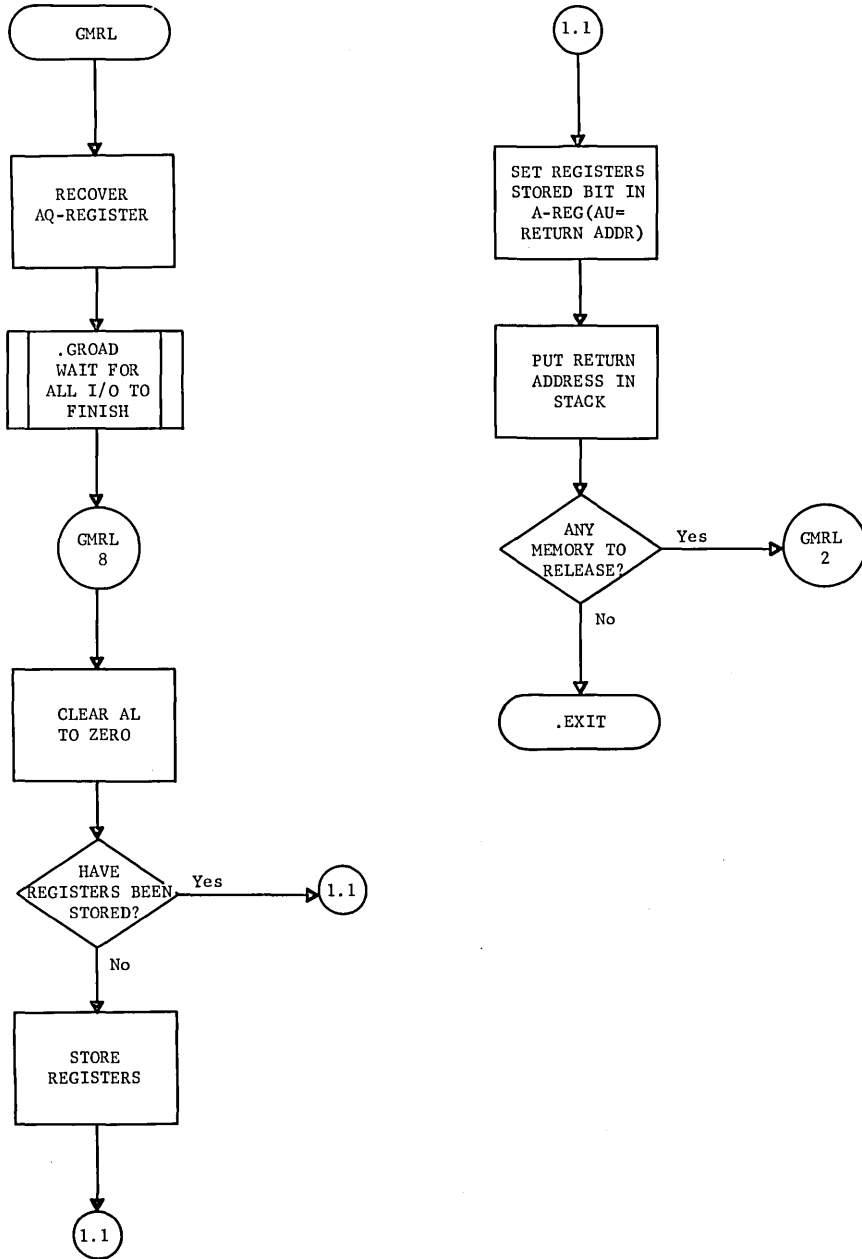 GMRL
RECOVER
AQ-REGISTER
.GROAD
WAIT FOR
ALL I/O TO
FINISH
GMRL
8
CLEAR AL
TO ZERO
HAVE
REGISTERS BEEN
STORED?
Yes
1.1
No
STORE
REGISTERS
1.1
1.1
SET REGISTERS
STORED BIT IN
A-REG(AU=
RETURN ADDR)
PUT RETURN
ADDRESS IN
STACK
ANY
MEMORY TO
RELEASE?
Yes
GMRL
2
No
.EXIT